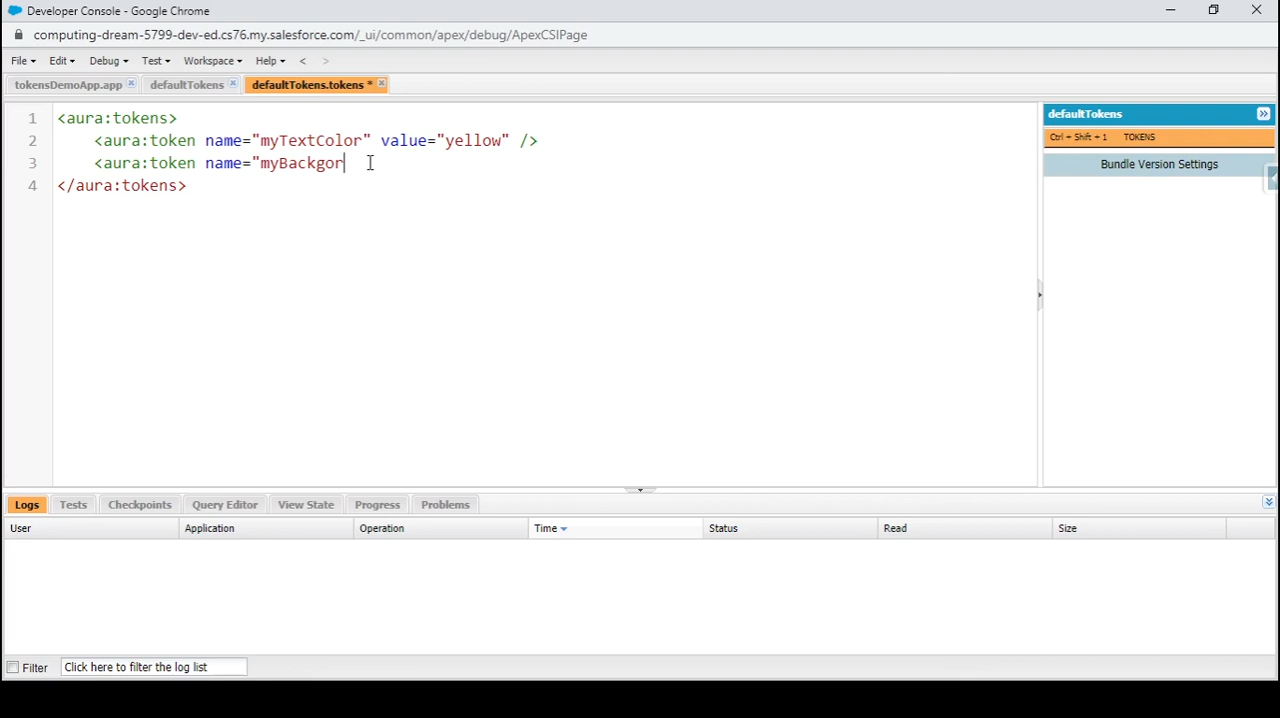 Developer Console - Google Chrome
computing-dream-5799-dev-ed.cs76.my.salesforce.com/_ui/common/apex/debug/ApexCSIPage
File Edit Debug Test Workspace Help < >
tokensDemoApp.app defaultTokens defaultTokens.tokens *
1 <aura:tokens>
2 <aura:token name="myTextColor" value="yellow" />
3 <aura:token name="myBackgor
4 </aura:tokens>
defaultTokens
Ctrl + Shift + 1 TOKENS
Bundle Version Settings
Logs Tests Checkpoints Query Editor View State Progress Problems
User Application Operation Time Status Read Size
Filter Click here to filter the log list